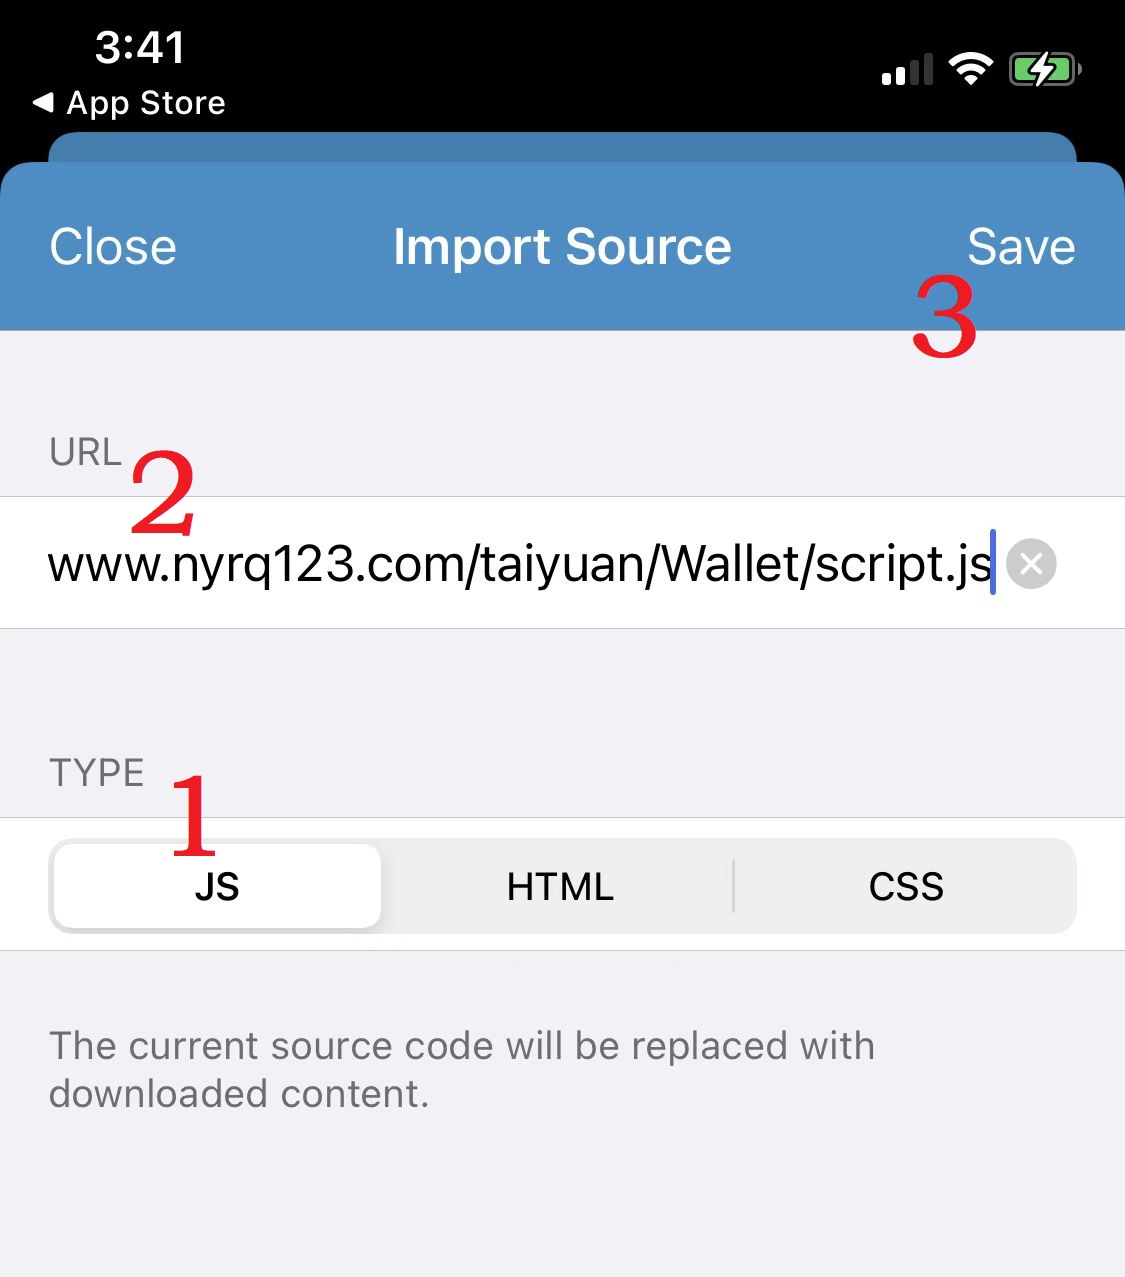 3:41
App Store
Close Import Source Save
3
URL
2
www.nyrq123.com/taiyuan/Wallet/script.js
TYPE
1
JS HTML CSS
The current source code will be replaced with
downloaded content.